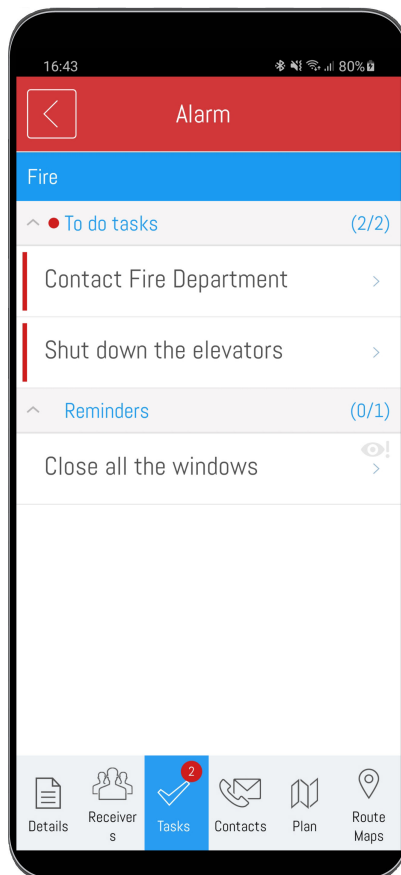 16:43 80%
Alarm
Fire
To do tasks (2/2)
Contact Fire Department
Shut down the elevators
Reminders (0/1)
Close all the windows
2
Details
Receiver
s
Tasks
Contacts
Plan
Route
Maps